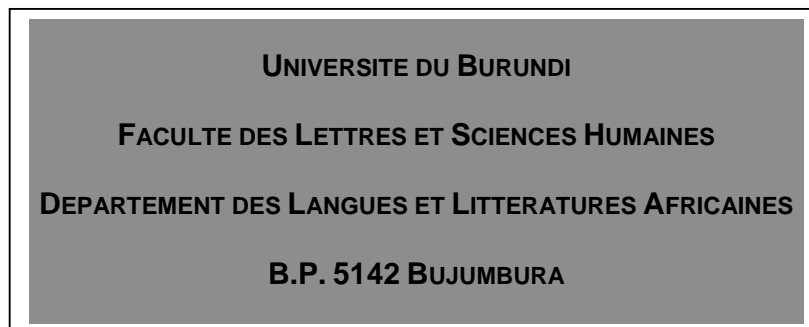 UNIVERSITE DU BURUNDI
FACULTE DES LETTRES ET SCIENCES HUMAINES
DEPARTEMENT DES LANGUES ET LITTERATURES AFRICAINES
B.P. 5142 BUJUMBURA